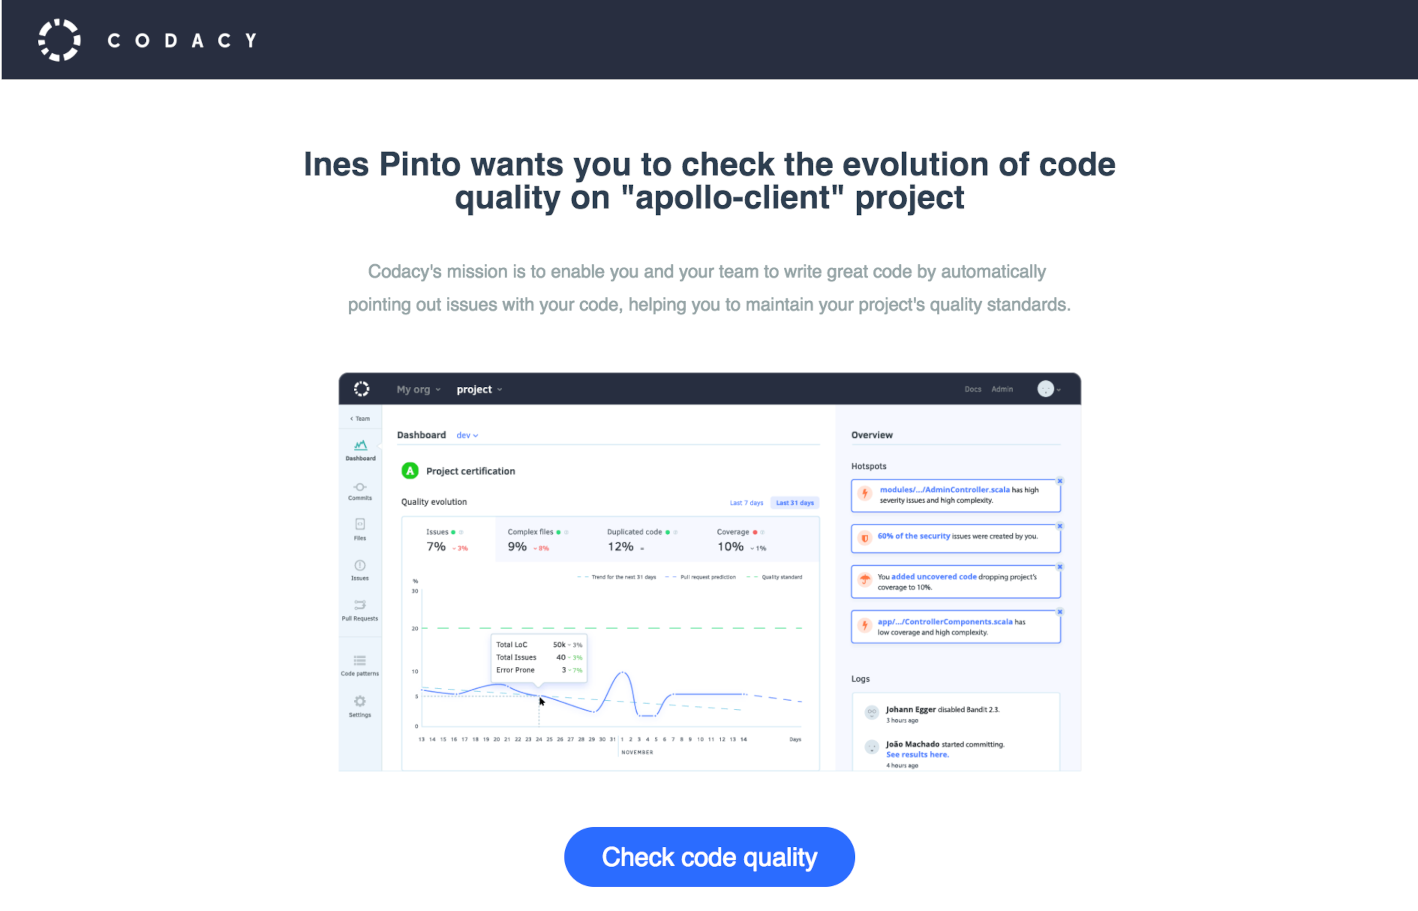 CODACY
Ines Pinto wants you to check the evolution of code
quality on "apollo-client" project
Codacy's mission is to enable you and your team to write great code by automatically
pointing out issues with your code, helping you to maintain your project's quality standards.
My org project Docs Admin
< Team
Dashboard
Commits
Files
Issues
Pull Requests
Code patterns
Settings
Dashboard dev
A Project certification
Quality evolution Last 7 days Last 31 days
Issues Complex files Duplicated code Coverage
7% - 3% 9% - 8% 12% - 10% - 1%
Trend for the next 31 days Pull request prediction Quality standard
%
30
20
10
5
0
Total LoC 50k - 3%
Total Issues 40 - 3%
Error Prone 3 - 7%
13 14 15 16 17 18 19 20 21 22 23 24 25 26 27 28 29 30 31 1 2 3 4 5 6 7 8 9 10 11 12 13 14 Days
NOVEMBER
Overview
Hotspots
modules/.../AdminController.scala has high
severity issues and high complexity.
60% of the security issues were created by you.
You added uncovered code dropping project's
coverage to 10%.
app/.../ControllerComponents.scala has
low coverage and high complexity.
Logs
Johann Egger disabled Bandit 2.3.
3 hours ago
João Machado started committing.
See results here.
4 hours ago
Check code quality